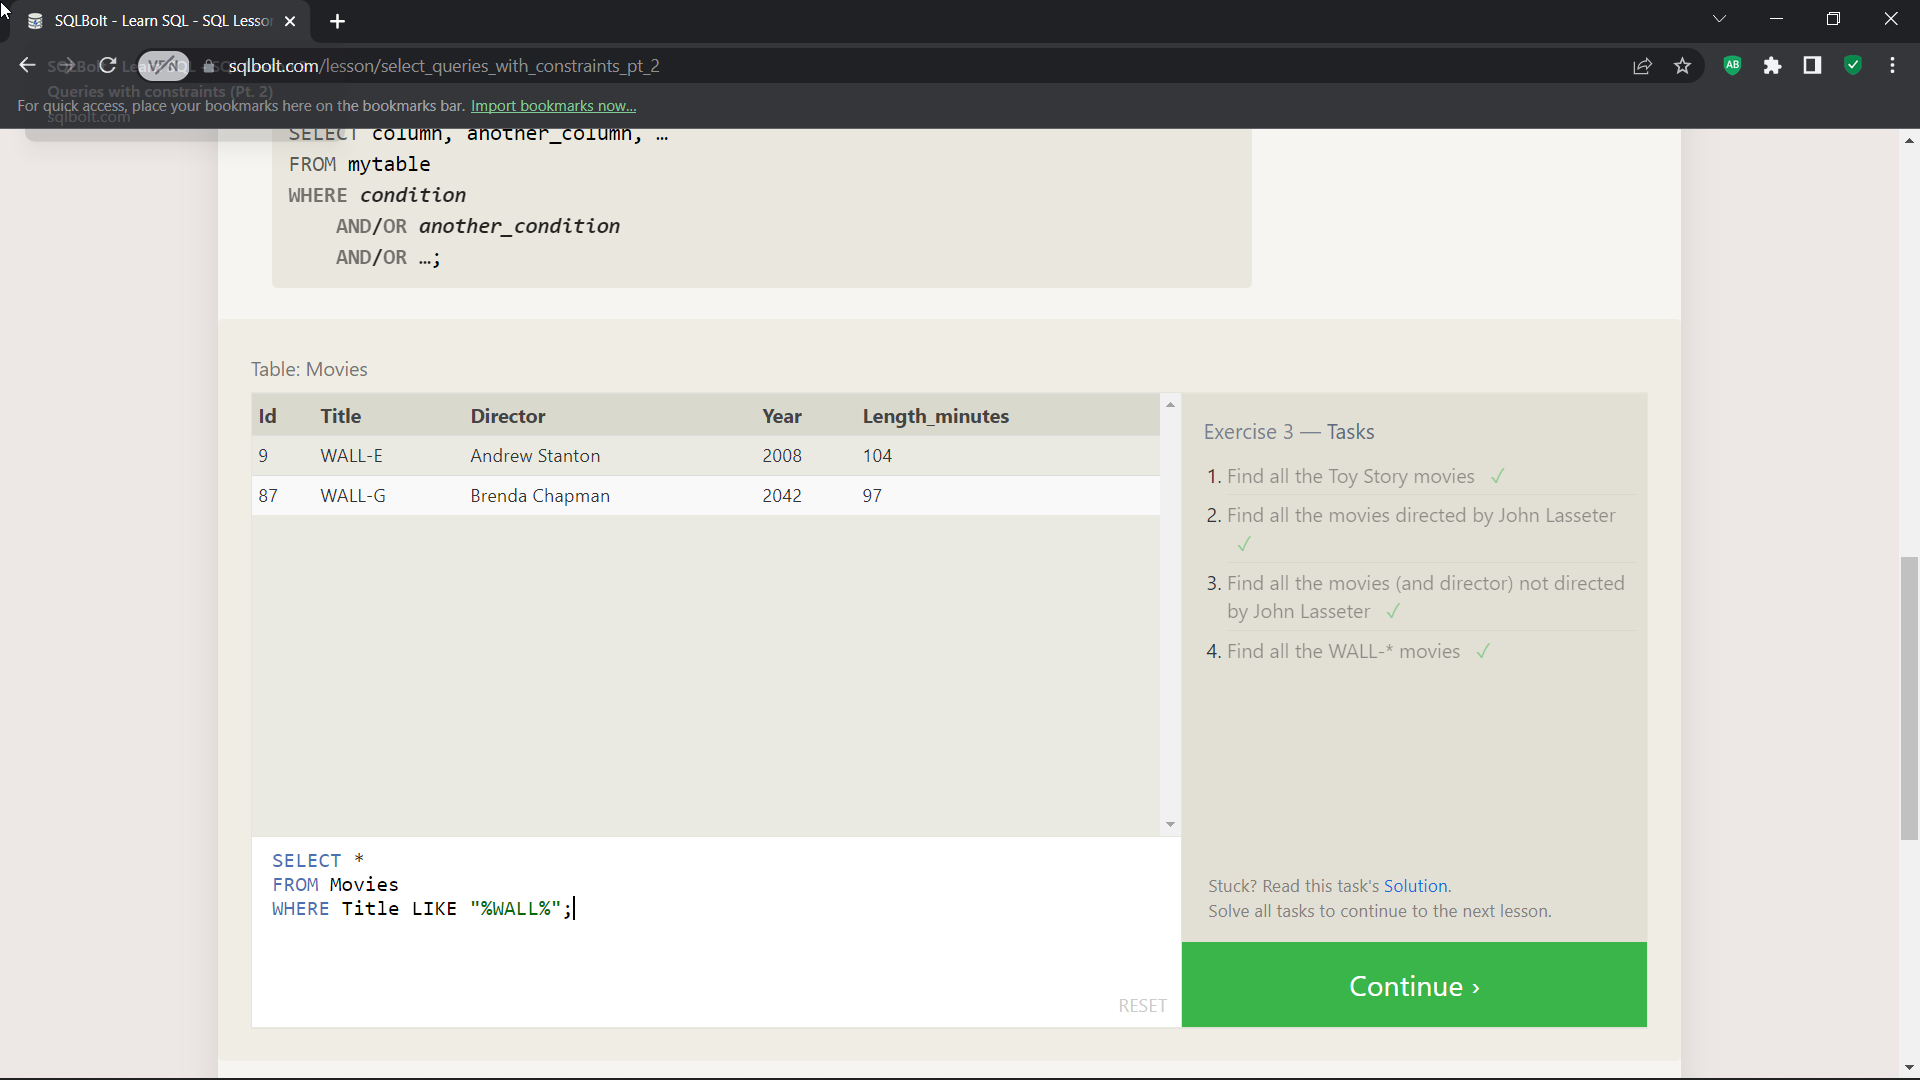 SQLBolt - Learn SQL - SQL Lesso
VPN
sqlbolt.com/lesson/select_queries_with_constraints_pt_2
AB
Queries with constraints (Pt. 2)
For quick access, place your bookmarks here on the bookmarks bar. Import bookmarks now...
sqlbolt.com
SELECT column, another_column, …
FROM mytable
WHERE condition
AND/OR another_condition
AND/OR …;
Table: Movies
Id Title Director Year Length_minutes
9 WALL-E Andrew Stanton 2008 104
87 WALL-G Brenda Chapman 2042 97
Exercise 3 — Tasks
1. Find all the Toy Story movies ✓
2. Find all the movies directed by John Lasseter
✓
3. Find all the movies (and director) not directed
by John Lasseter ✓
4. Find all the WALL-* movies ✓
SELECT *
FROM Movies
WHERE Title LIKE "%WALL%";
RESET
Stuck? Read this task's Solution.
Solve all tasks to continue to the next lesson.
Continue ›